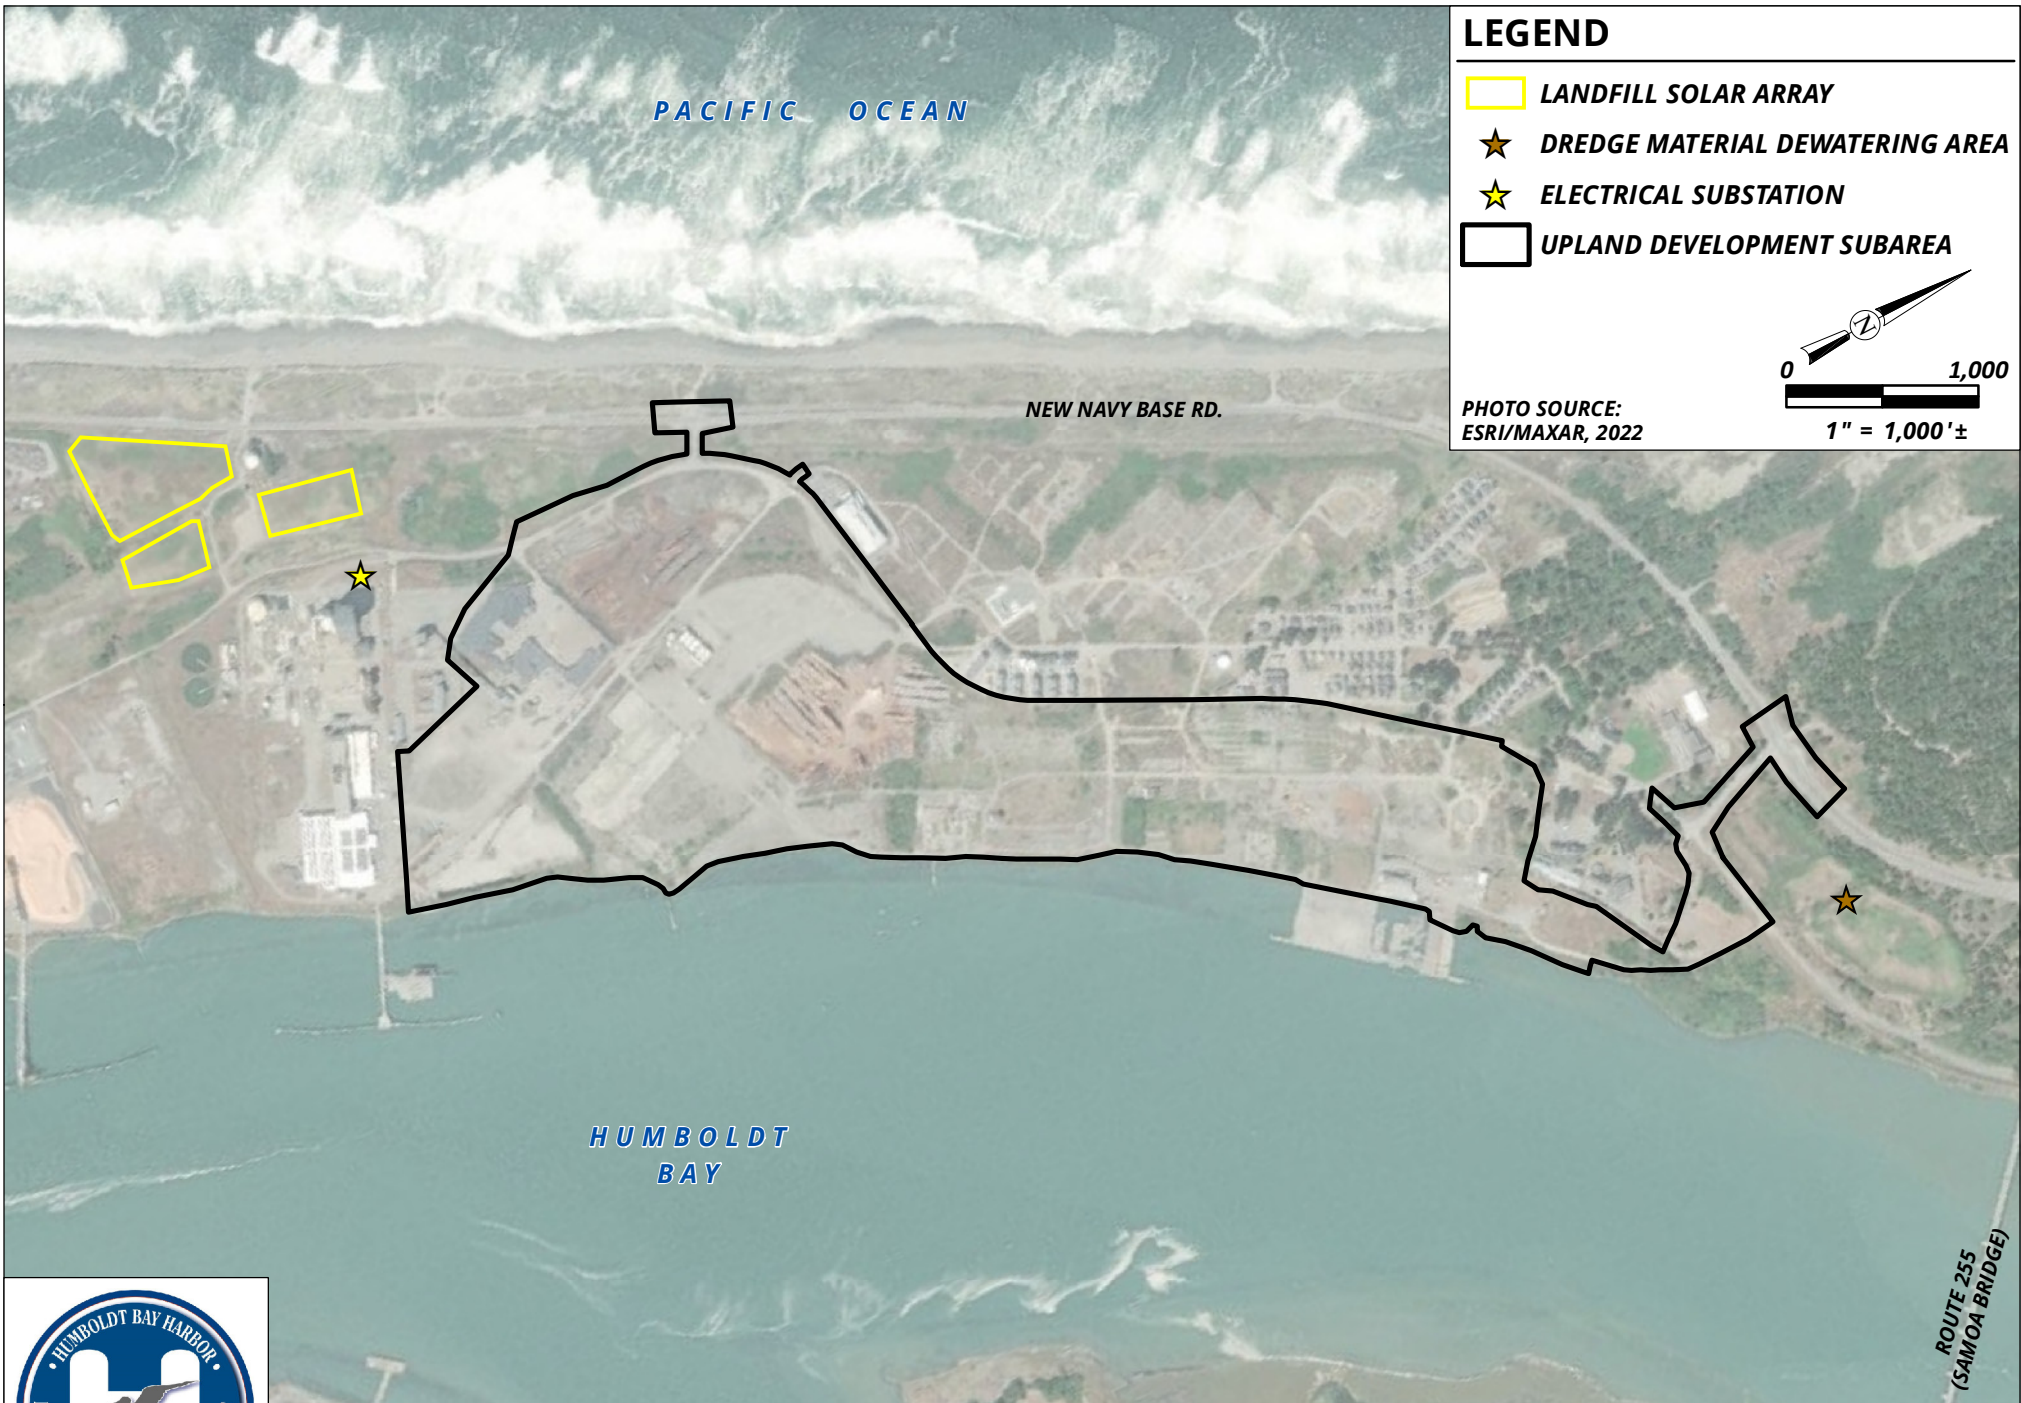 LEGEND
LANDFILL SOLAR ARRAY
DREDGE MATERIAL DEWATERING AREA
ELECTRICAL SUBSTATION
UPLAND DEVELOPMENT SUBAREA
N
0 1,000
PHOTO SOURCE:
ESRI/MAXAR, 2022
1" = 1,000'±
PACIFIC OCEAN
NEW NAVY BASE RD.
HUMBOLDT
BAY
ROUTE 255
(SAMOA BRIDGE)
• HUMBOLDT BAY HARBOR •